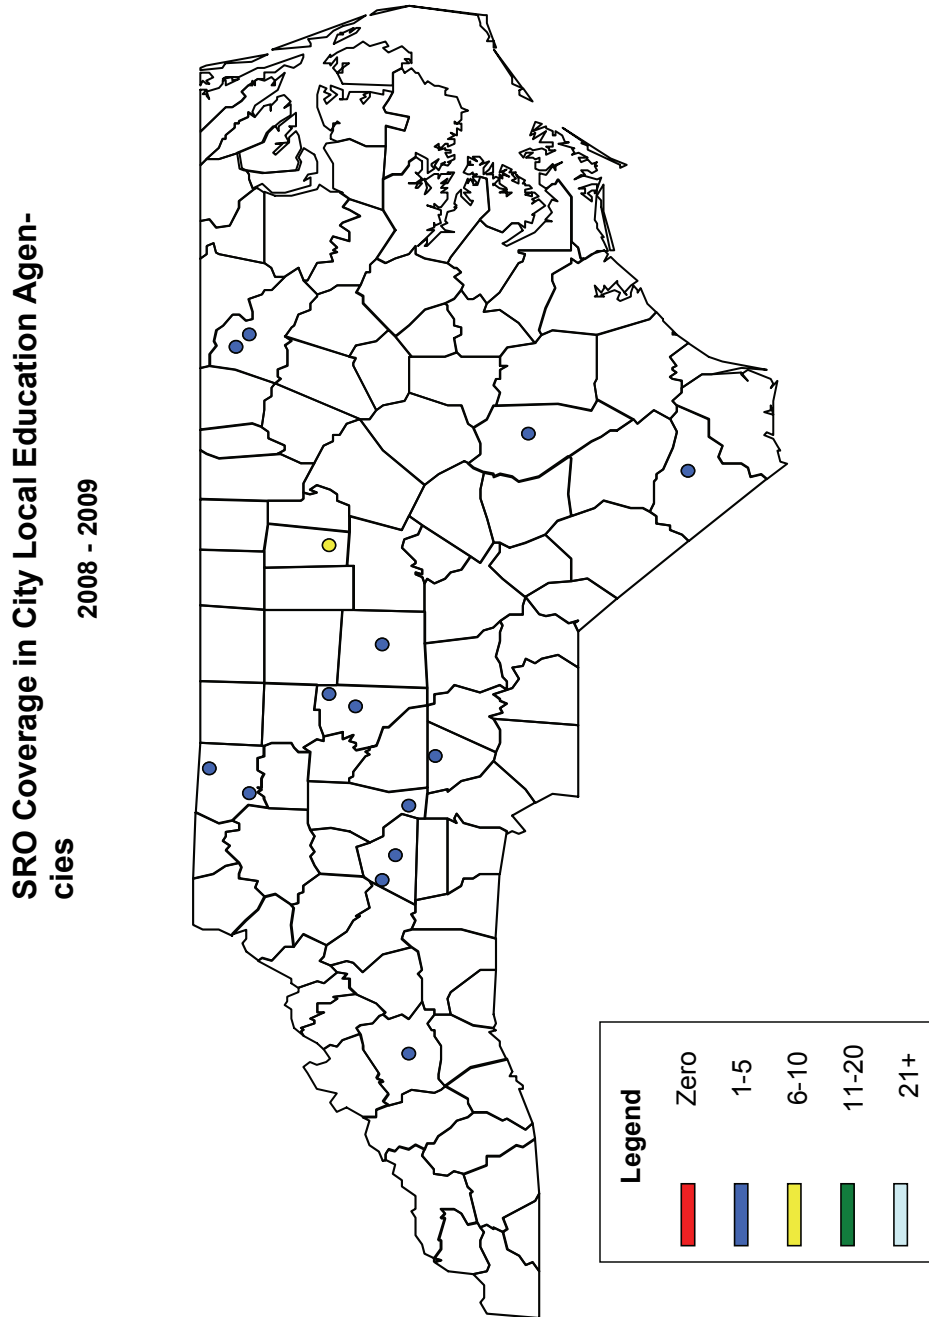 SRO Coverage in City Local Education Agen-
cies
2008 - 2009
Legend
Zero
1-5
6-10
11-20
21+